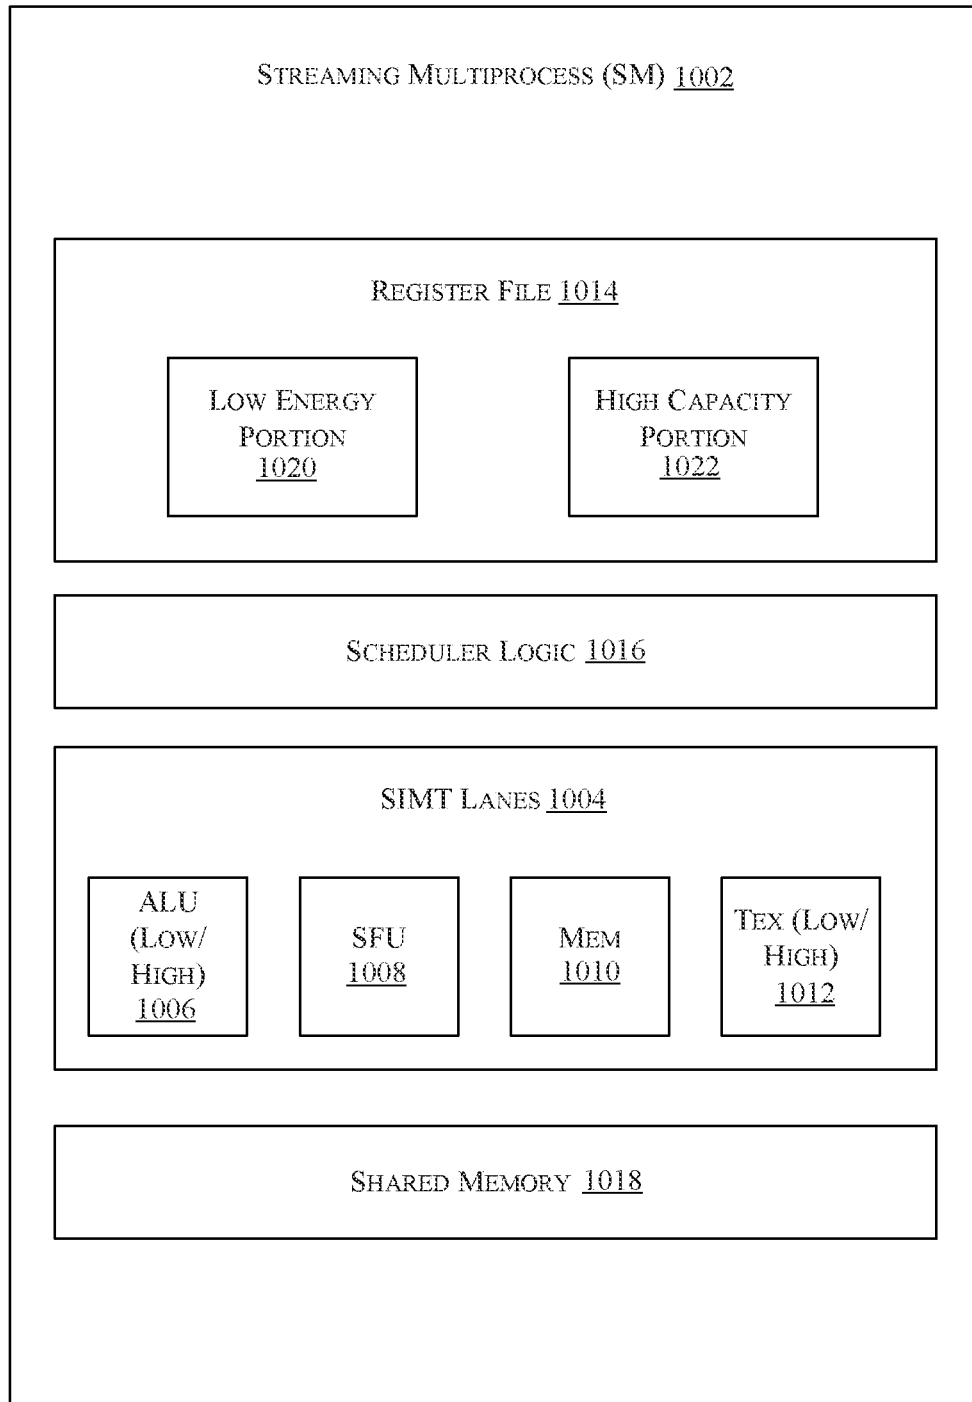 STREAMING MULTIPROCESS (SM) 1002
REGISTER FILE 1014
LOW ENERGY
PORTION
1020
HIGH CAPACITY
PORTION
1022
SCHEDULER LOGIC 1016
SIMT LANES 1004
ALU
(LOW/
HIGH)
1006
SFU
1008
MEM
1010
TEX (LOW/
HIGH)
1012
SHARED MEMORY 1018